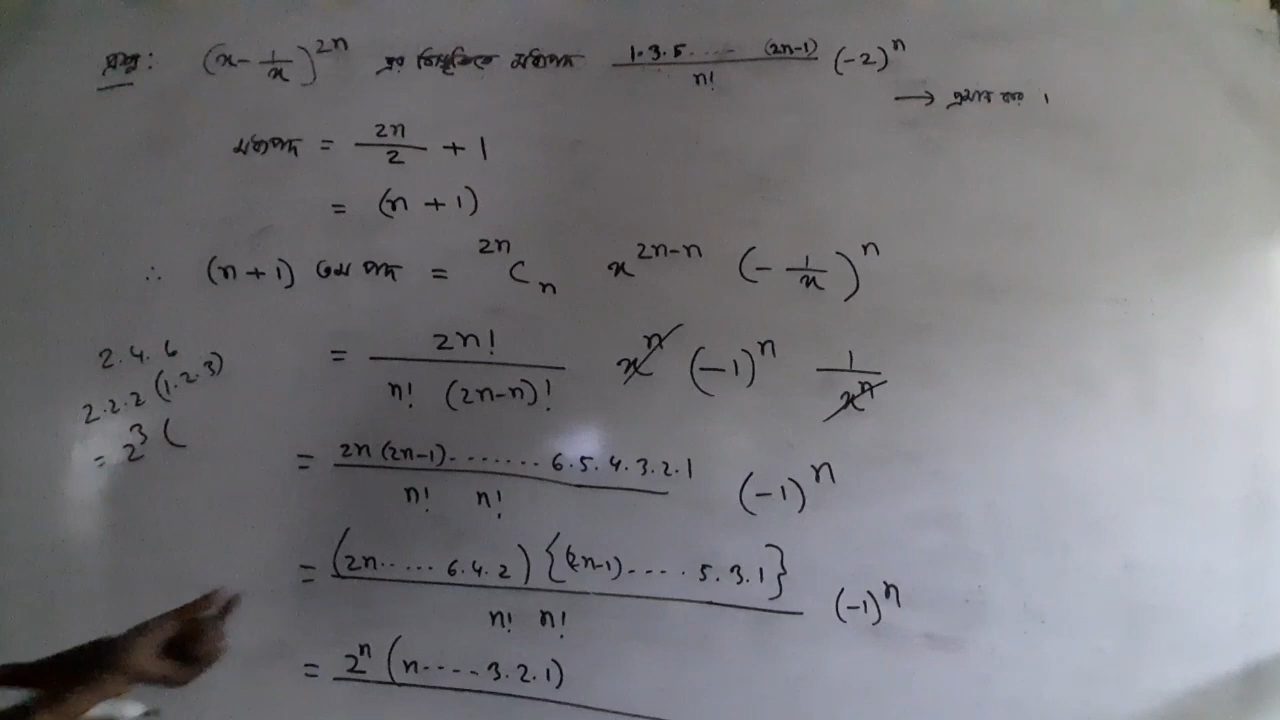 প্রশ্ন: (x - 1/x)^2n এর বিস্তৃতিতে মধ্যপদ 1.3.5.... (2n-1) / n! (-2)^n
→ প্রমাণ কর ।
মধ্যপদ = 2n/2 + 1
= (n + 1)
∴ (n+1) তম পদ = 2nCn x^2n-n (- 1/x)^n
= 2n! / n! (2n-n)! x^n (-1)^n 1/x^n
2.4.6
2.2.2 (1.2.3)
= 2^3 (
= 2n (2n-1)........6.5.4.3.2.1 / n! n! (-1)^n
= (2n.....6.4.2) {(2n-1).....5.3.1} / n! n! (-1)^n
= 2^n (n.....3.2.1)